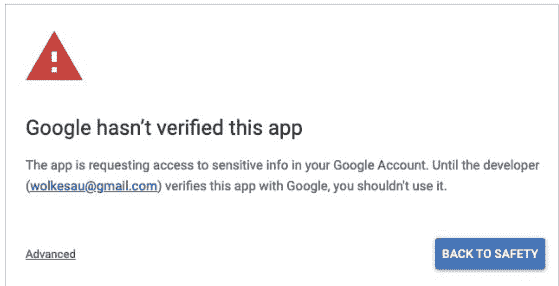 Google hasn't verified this app
The app is requesting access to sensitive info in your Google Account. Until the developer
(wolkesau@gmail.com) verifies this app with Google, you shouldn't use it.
Advanced
BACK TO SAFETY